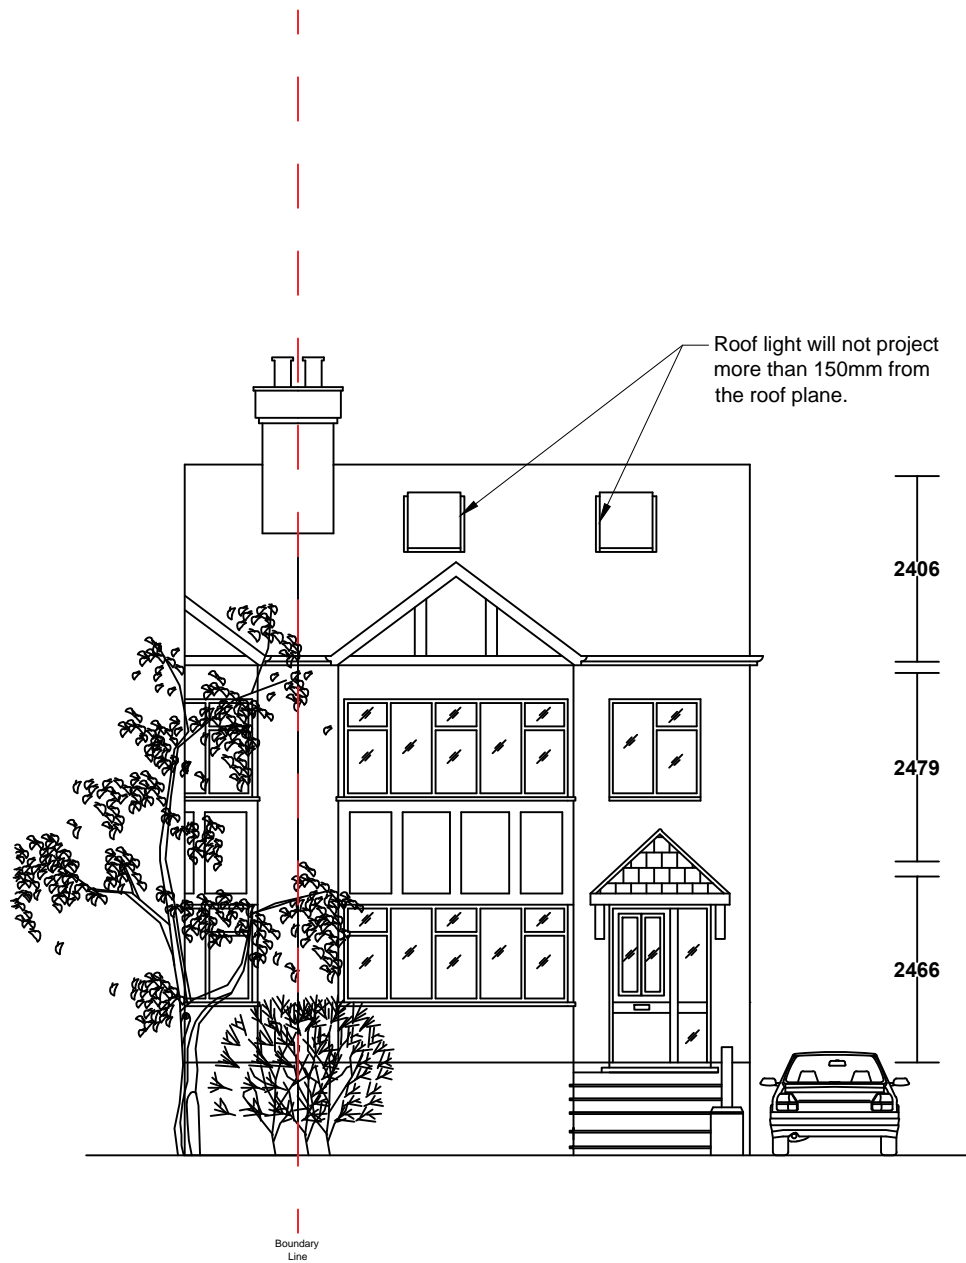 Roof light will not project
more than 150mm from
the roof plane.
2406
2479
2466
Boundary
Line